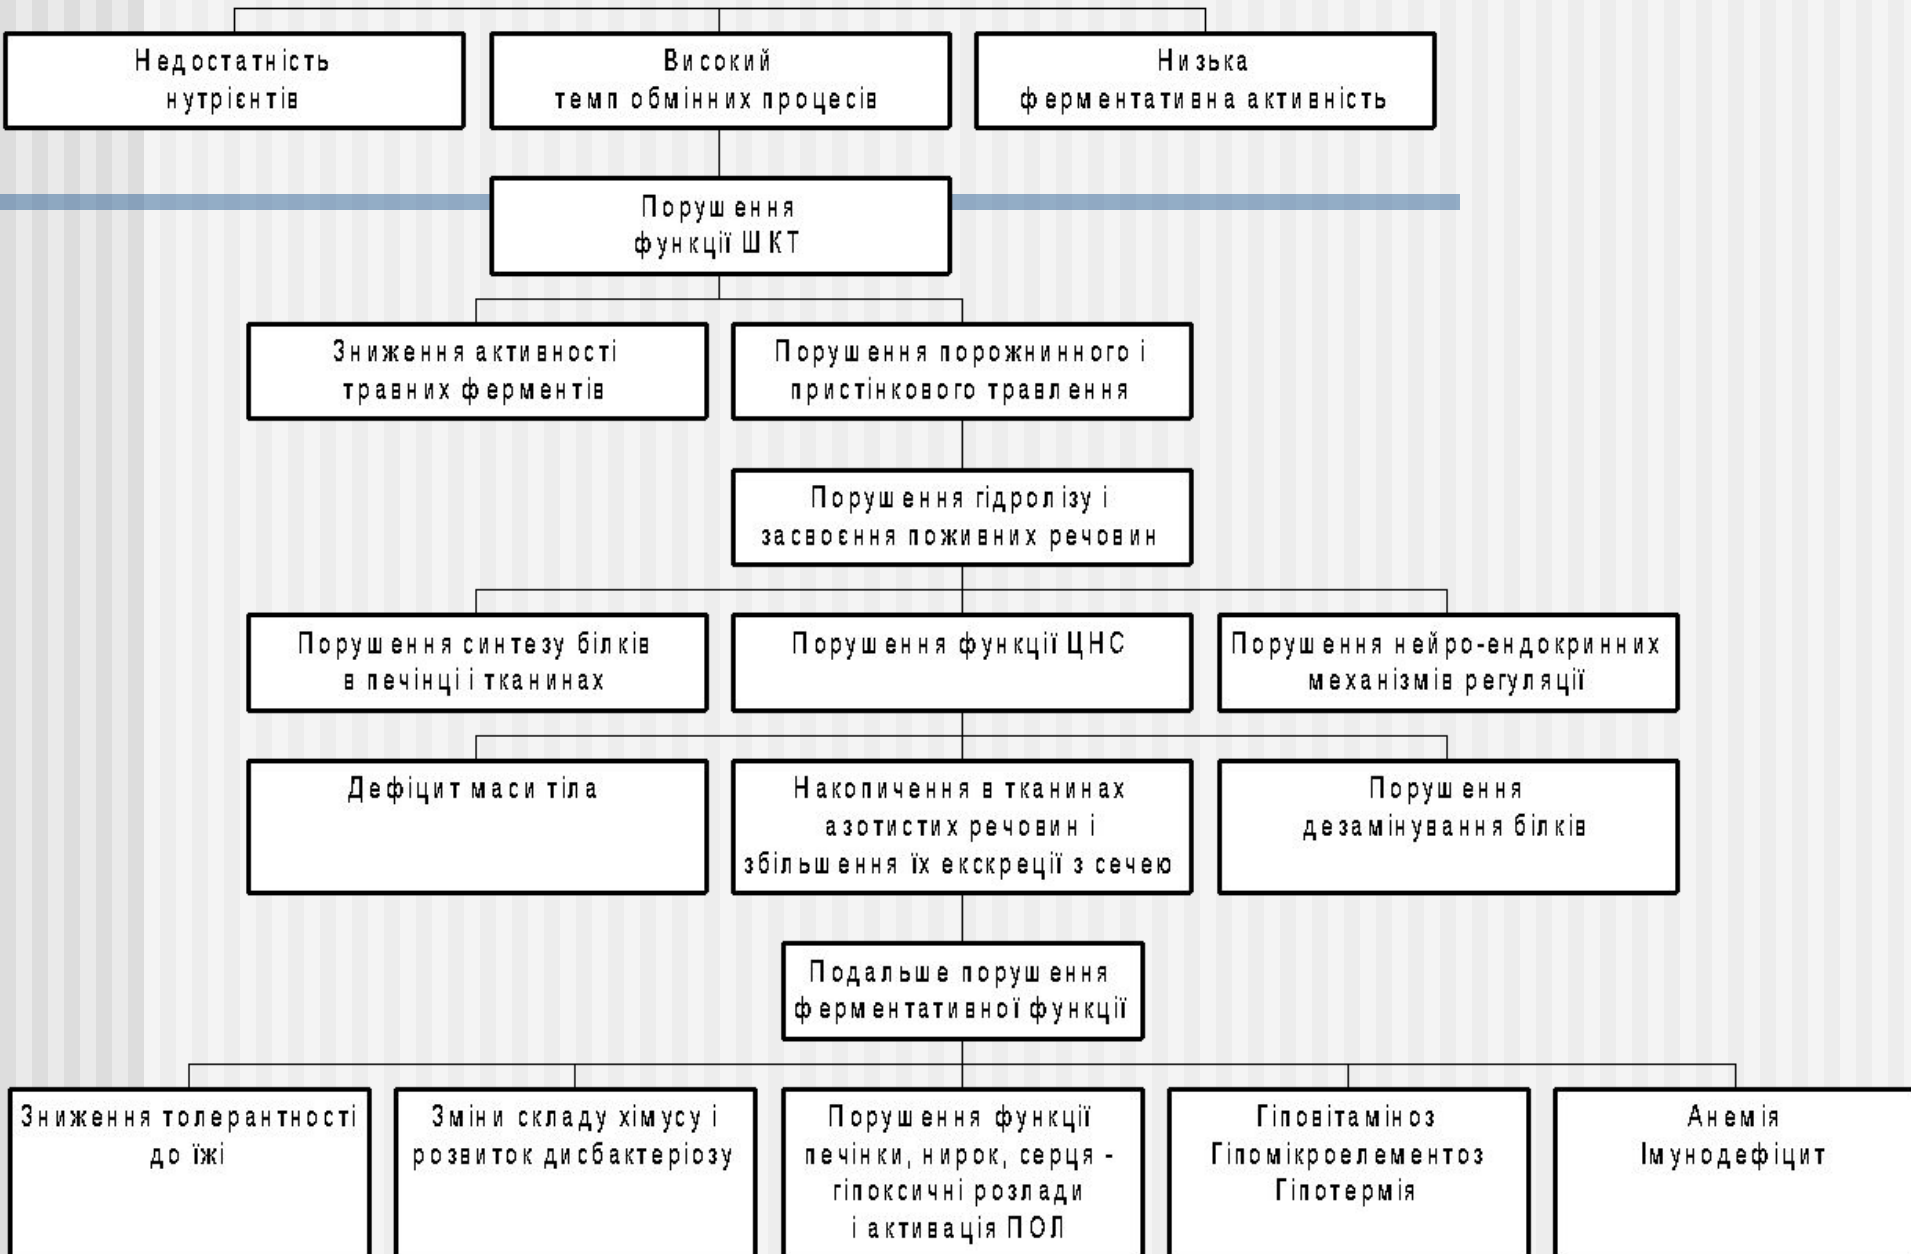 Недостатність
нутрієнтів
Високий
темп обмінних процесів
Низька
ферментативна активність
Порушення
функції ШКТ
Зниження активності
травних ферментів
Порушення порожнинного і
пристінкового травлення
Порушення гідролізу і
засвоєння поживних речовин
Порушення синтезу білків
в печінці і тканинах
Порушення функції ЦНС
Порушення нейро-ендокринних
механізмів регуляції
Дефіцит маси тіла
Накопичення в тканинах
азотистих речовин і
збільшення їх екскреції з сечею
Порушення
дезамінування білків
Подальше порушення
ферментативної функції
Зниження толерантності
до їжі
Зміни складу хімусу і
розвиток дисбактеріозу
Порушення функції
печінки, нирок, серця -
гіпоксичні розлади
і активація ПОЛ
Гіповітаміноз
Гіпомікроелементоз
Гіпотермія
Анемія
Імунодефіцит